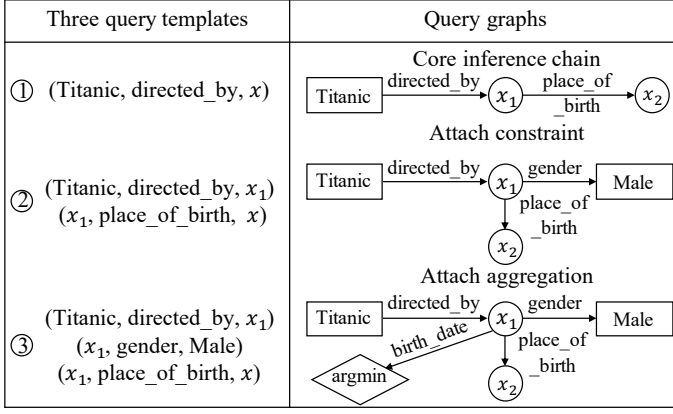 Three query templates
Query graphs
① (Titanic, directed_by, x)
Core inference chain
Titanic directed_by x₁ place_of _birth x₂
② (Titanic, directed_by, x₁)
(x₁, place_of_birth, x)
Attach constraint
Titanic directed_by x₁ gender Male
place_of
_birth
x₂
③ (Titanic, directed_by, x₁)
(x₁, gender, Male)
(x₁, place_of_birth, x)
Attach aggregation
Titanic directed_by x₁ gender Male
birth_date
place_of
_birth
argmin
x₂